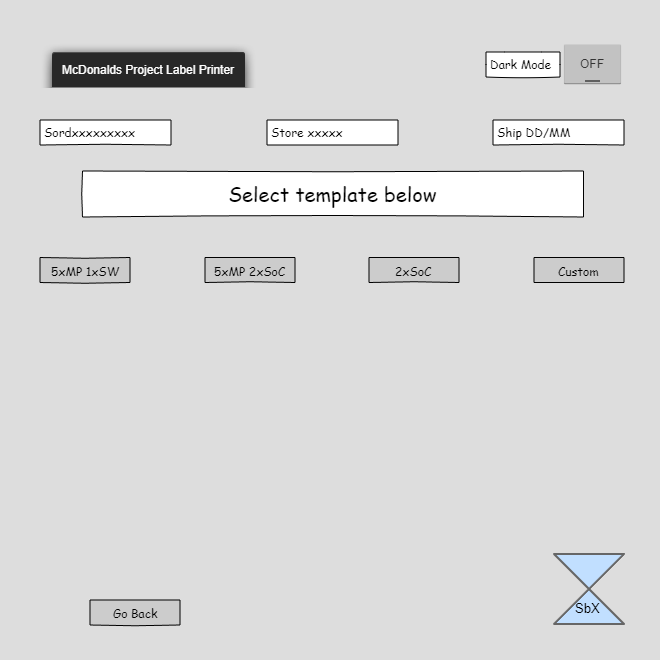 McDonalds Project Label Printer
Dark Mode
OFF
Sordxxxxxxxxx
Store xxxxx
Ship DD/MM
Select template below
5xMP 1xSW
5xMP 2xSoC
2xSoC
Custom
Go Back
SbX